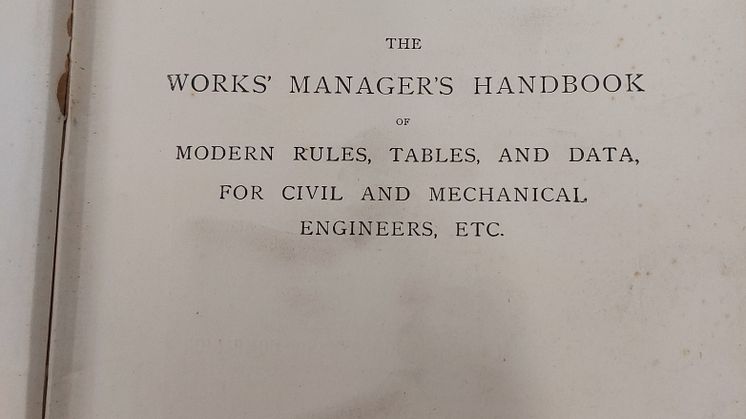 THE
WORKS' MANAGER'S HANDBOOK
OF
MODERN RULES, TABLES, AND DATA,
FOR CIVIL AND MECHANICAL
ENGINEERS, ETC.